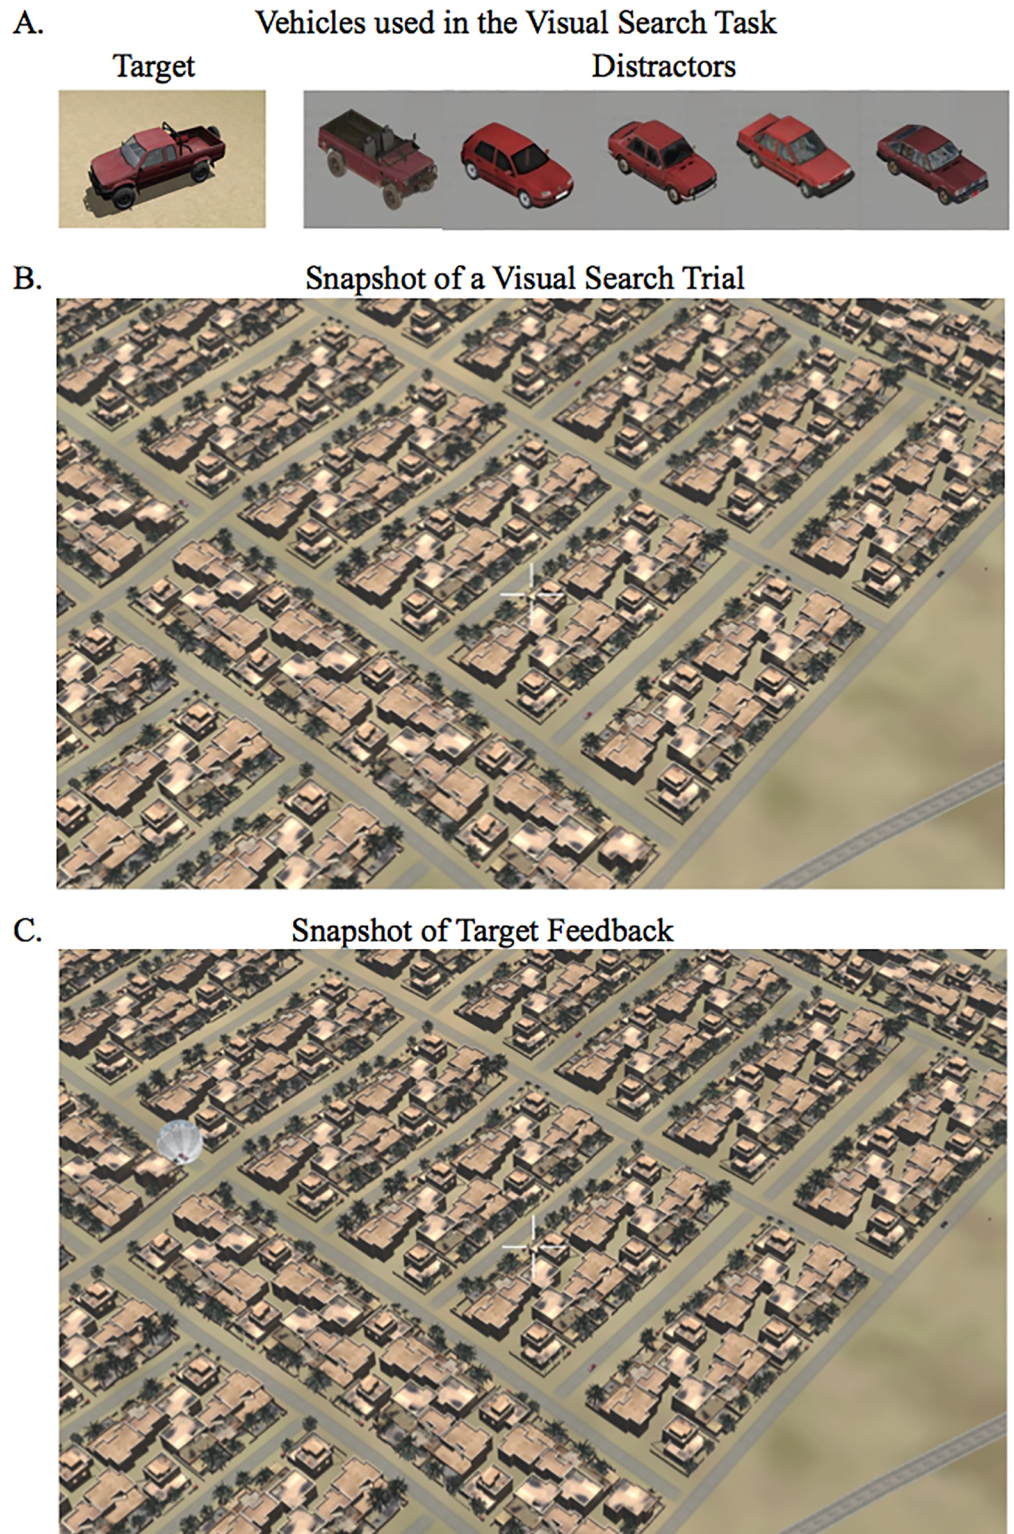 A.
Vehicles used in the Visual Search Task
Target
Distractors
B.
Snapshot of a Visual Search Trial
C.
Snapshot of Target Feedback